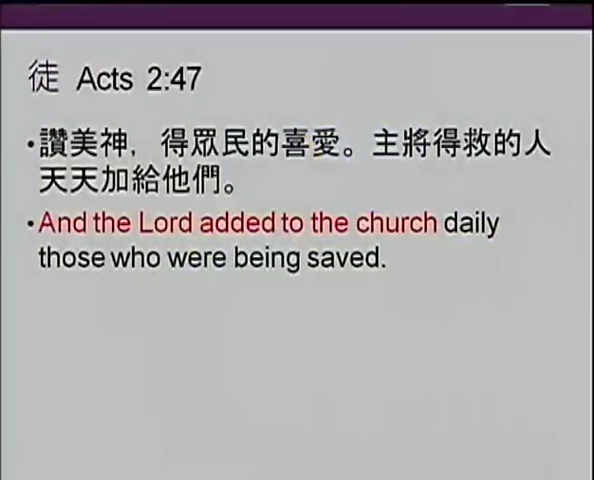 徒 Acts 2:47
•讚美神，得眾民的喜愛。主將得救的人
天天加給他們。
•And the Lord added to the church daily
those who were being saved.